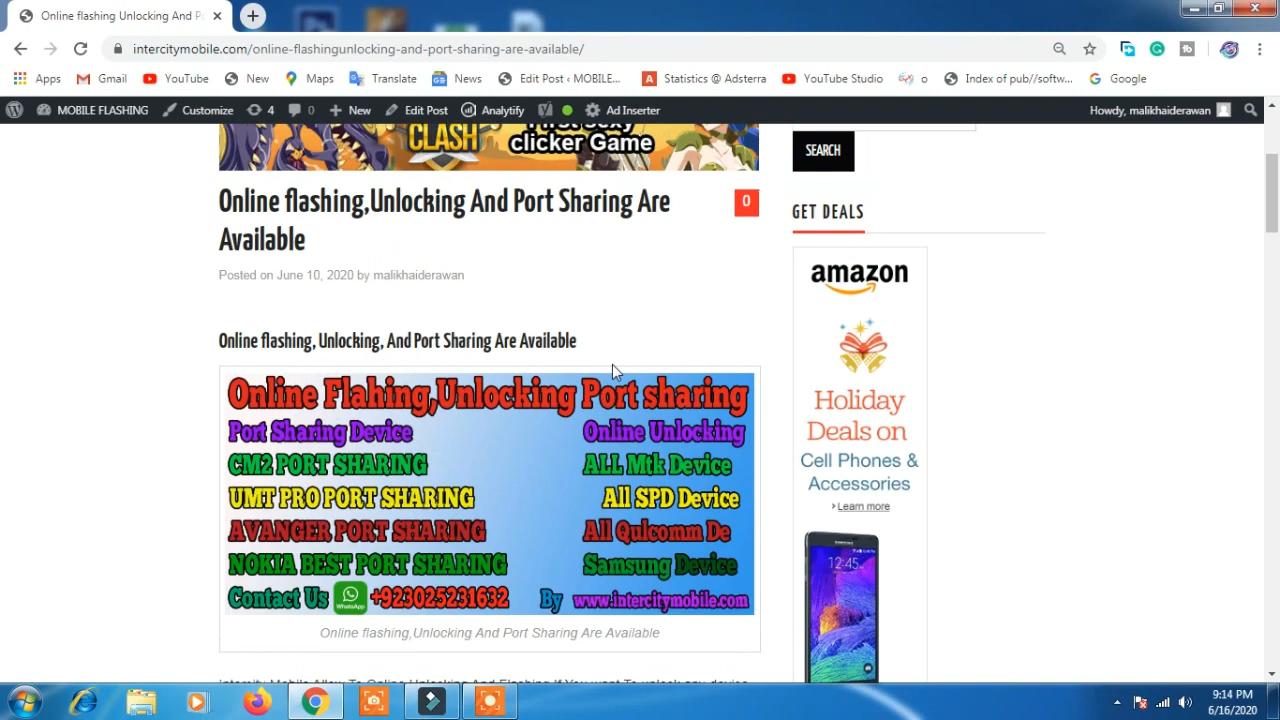 Online flashing Unlocking And Po
intercitymobile.com/online-flashingunlocking-and-port-sharing-are-available/
Apps Gmail YouTube New Maps Translate News Edit Post ‹ MOBILE... Statistics @ Adsterra YouTube Studio o Index of pub//softw... Google
MOBILE FLASHING Customize 4 0 New Edit Post Analytify Ad Inserter Howdy, malikhaiderawan
CLASH
clicker Game
SEARCH
Online flashing,Unlocking And Port Sharing Are
Available
0
Posted on June 10, 2020 by malikhaiderawan
GET DEALS
amazon
Holiday
Deals on
Cell Phones &
Accessories
Learn more
SAMSUNG
12:45
Online flashing, Unlocking, And Port Sharing Are Available
Online Flahing,Unlocking Port sharing
Port Sharing Device Online Unlocking
CM2 PORT SHARING ALL Mtk Device
UMT PRO PORT SHARING All SPD Device
AVANGER PORT SHARING All Qulcomm De
NOKIA BEST PORT SHARING Samsung Device
Contact Us WhatsApp +923025231632 By www.intercitymobile.com
Online flashing,Unlocking And Port Sharing Are Available
9:14 PM
6/16/2020